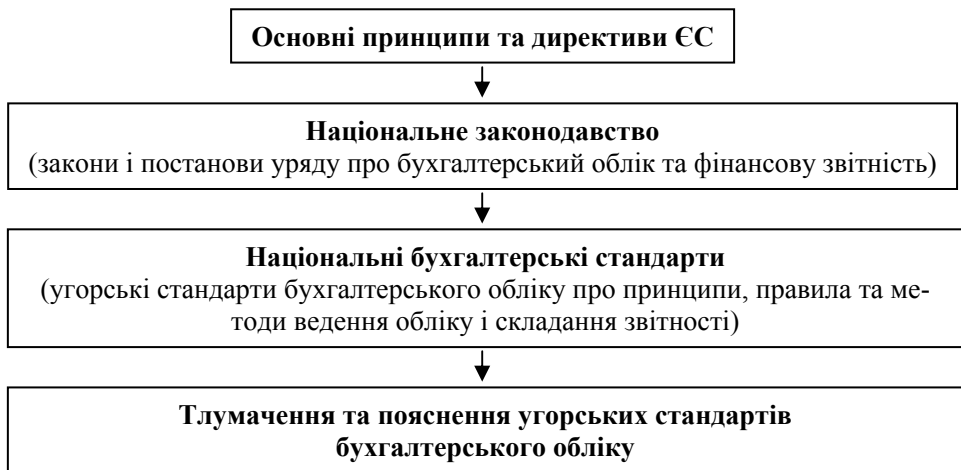 Основні принципи та директиви ЄС
Національне законодавство
(закони і постанови уряду про бухгалтерський облік та фінансову звітність)
Національні бухгалтерські стандарти
(угорські стандарти бухгалтерського обліку про принципи, правила та ме-
тоди ведення обліку і складання звітності)
Тлумачення та пояснення угорських стандартів
бухгалтерського обліку